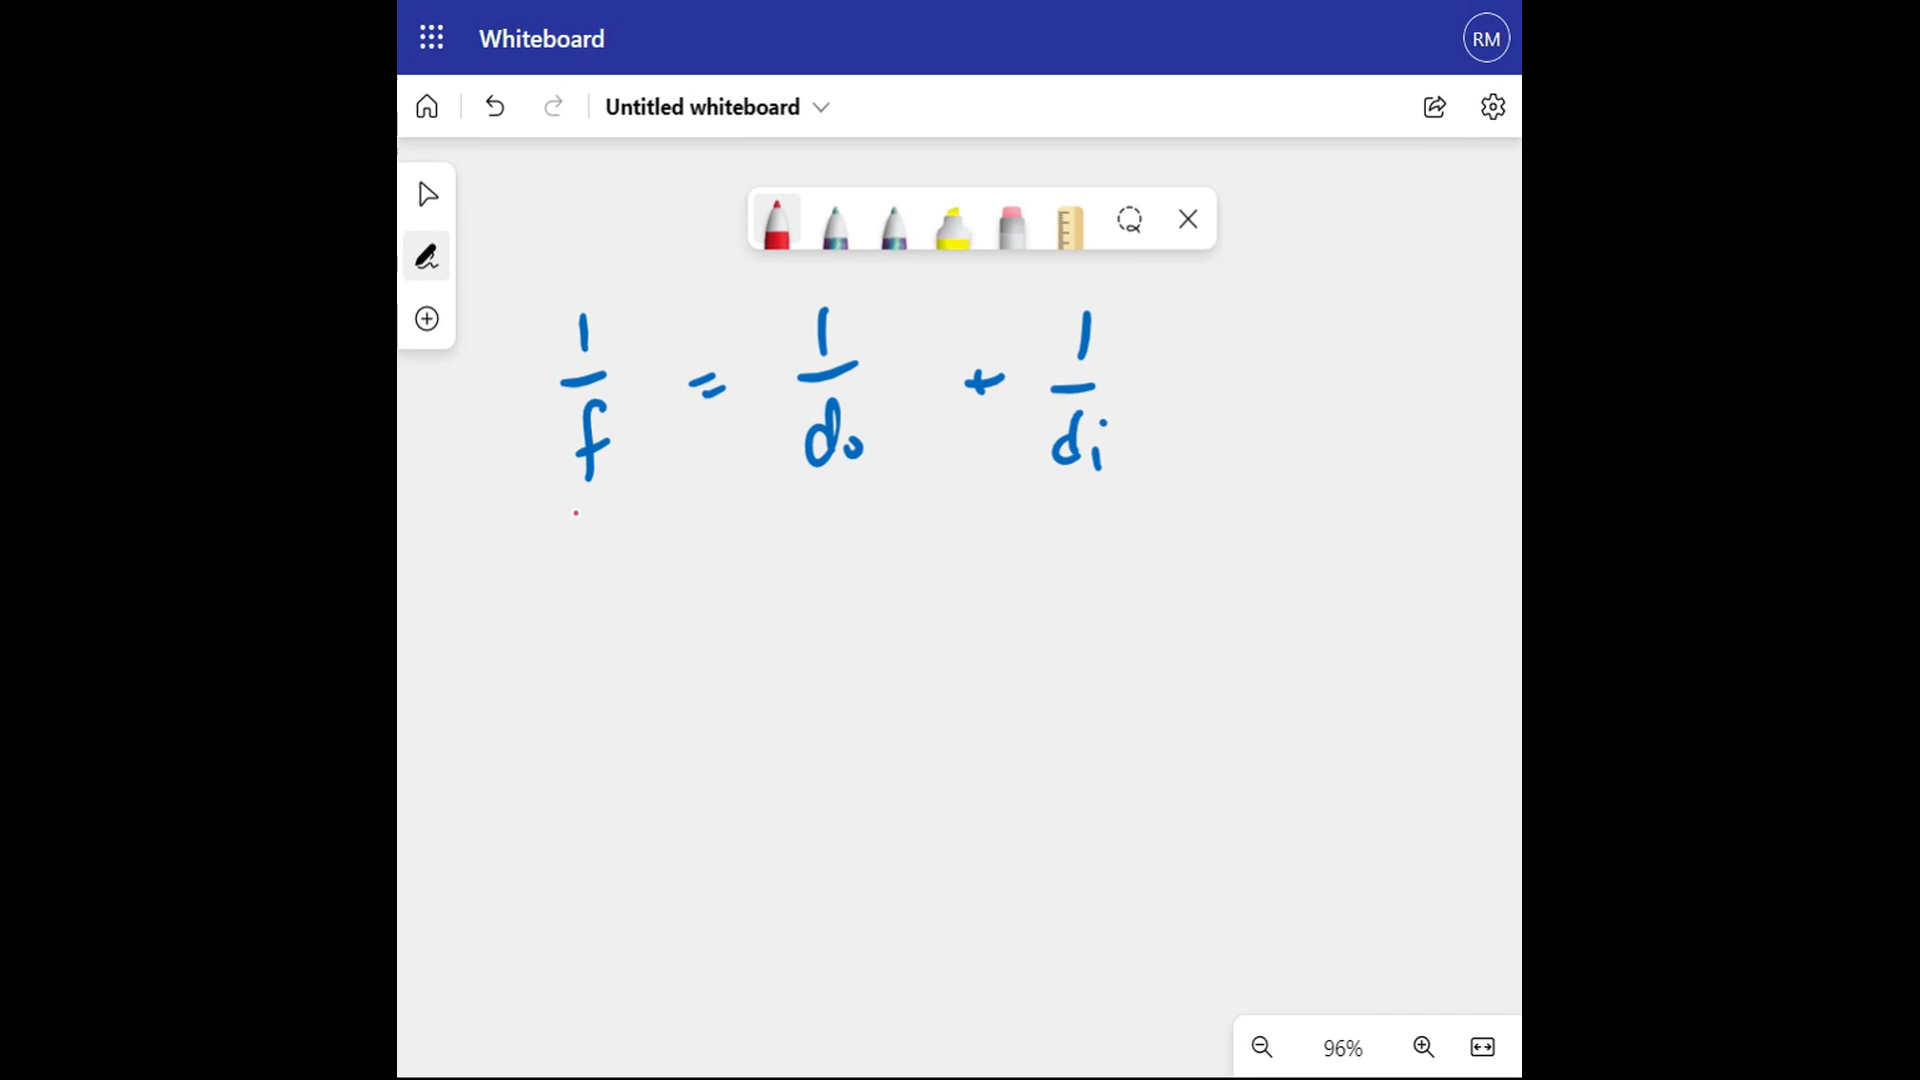 Whiteboard RM
Untitled whiteboard
1/f = 1/do + 1/di
96%